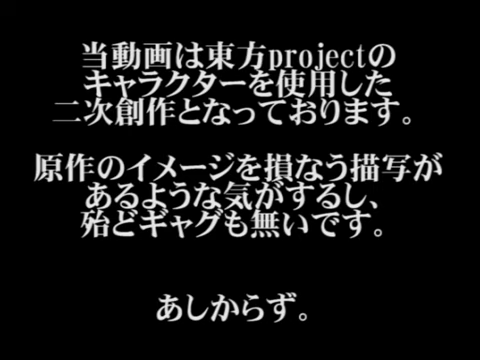 当動画は東方projectの
キャラクターを使用した
二次創作となっております。
原作のイメージを損なう描写が
あるような気がするし、
殆どギャグも無いです。
あしからず。